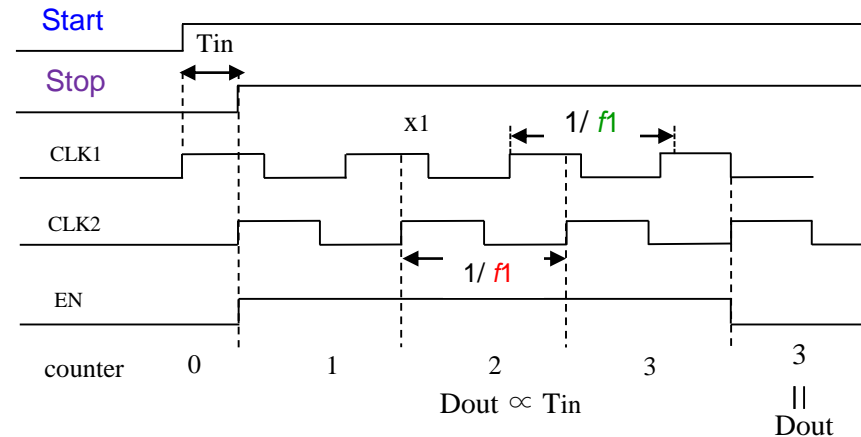 Start
Tin
Stop
x1
1/ f1
CLK1
CLK2
1/ f1
EN
counter 0 1 2 3 3
Dout ∝ Tin
||
Dout